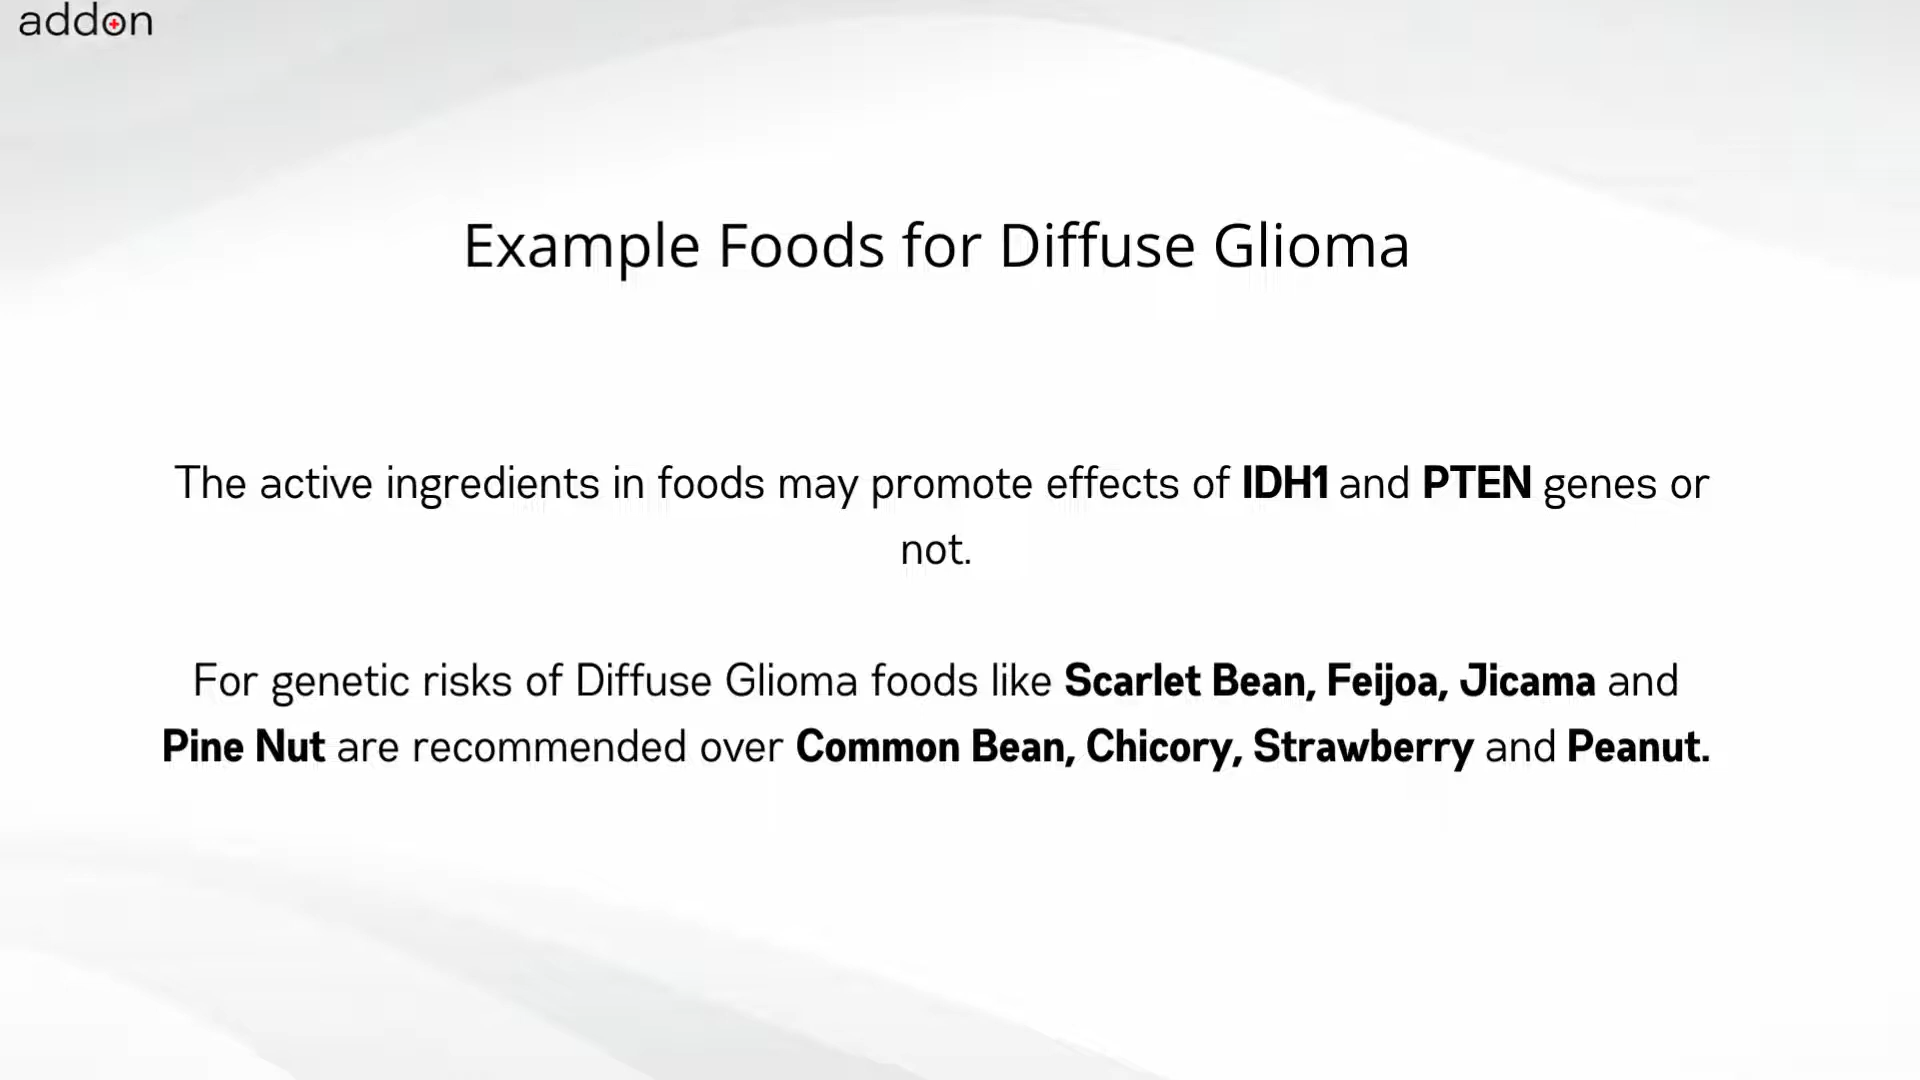 addon
Example Foods for Diffuse Glioma
The active ingredients in foods may promote effects of IDH1 and PTEN genes or
not.
For genetic risks of Diffuse Glioma foods like Scarlet Bean, Feijoa, Jicama and
Pine Nut are recommended over Common Bean, Chicory, Strawberry and Peanut.